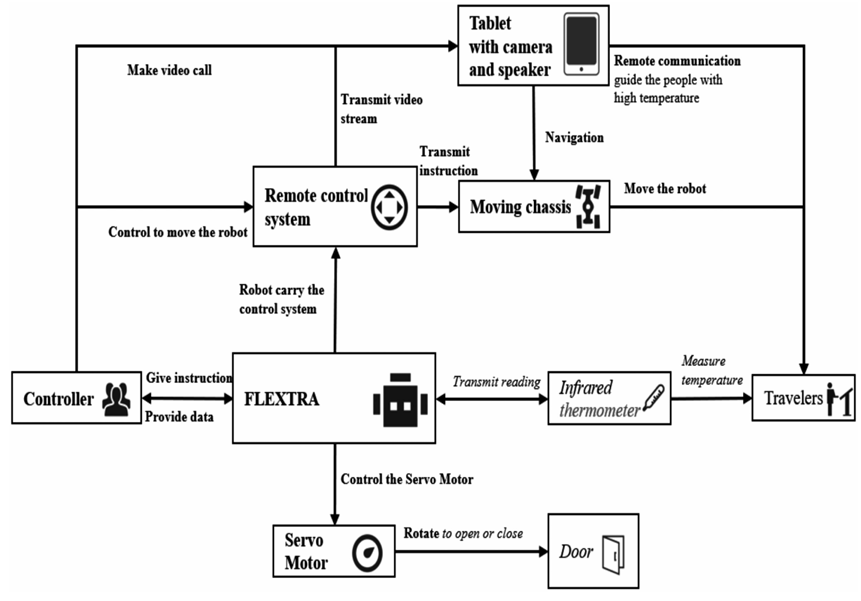 Tablet
with camera
and speaker
Make video call
Remote communication
guide the people with
high temperature
Transmit video
stream
Navigation
Transmit
instruction
Remote control
system
Moving chassis
Move the robot
Control to move the robot
Robot carry the
control system
Controller
Give instruction
Provide data
FLEXTRA
Transmit reading
Infrared
thermometer
Measure
temperature
Travelers
Control the Servo Motor
Servo
Motor
Rotate to open or close
Door